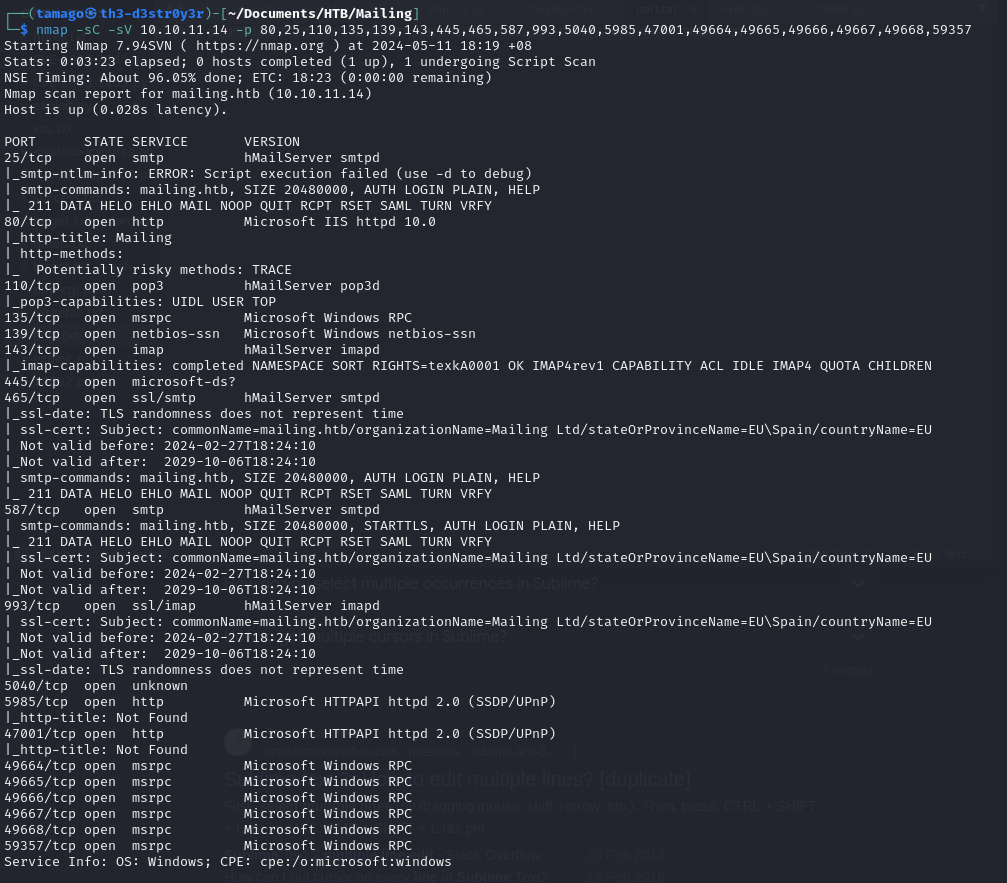 ┌──(tamago㉿th3-d3str0y3r)-[~/Documents/HTB/Mailing]
└─$ nmap -sC -sV 10.10.11.14 -p 80,25,110,135,139,143,445,465,587,993,5040,5985,47001,49664,49665,49666,49667,49668,59357
Starting Nmap 7.94SVN ( https://nmap.org ) at 2024-05-11 18:19 +08
Stats: 0:03:23 elapsed; 0 hosts completed (1 up), 1 undergoing Script Scan
NSE Timing: About 96.05% done; ETC: 18:23 (0:00:00 remaining)
Nmap scan report for mailing.htb (10.10.11.14)
Host is up (0.028s latency).
PORT      STATE SERVICE       VERSION
25/tcp    open  smtp          hMailServer smtpd
|_smtp-ntlm-info: ERROR: Script execution failed (use -d to debug)
| smtp-commands: mailing.htb, SIZE 20480000, AUTH LOGIN PLAIN, HELP
|_ 211 DATA HELO EHLO MAIL NOOP QUIT RCPT RSET SAML TURN VRFY
80/tcp    open  http          Microsoft IIS httpd 10.0
|_http-title: Mailing
| http-methods:
|_  Potentially risky methods: TRACE
110/tcp   open  pop3          hMailServer pop3d
|_pop3-capabilities: UIDL USER TOP
135/tcp   open  msrpc         Microsoft Windows RPC
139/tcp   open  netbios-ssn   Microsoft Windows netbios-ssn
143/tcp   open  imap          hMailServer imapd
|_imap-capabilities: completed NAMESPACE SORT RIGHTS=texkA0001 OK IMAP4rev1 CAPABILITY ACL IDLE IMAP4 QUOTA CHILDREN
445/tcp   open  microsoft-ds?
465/tcp   open  ssl/smtp      hMailServer smtpd
|_ssl-date: TLS randomness does not represent time
| ssl-cert: Subject: commonName=mailing.htb/organizationName=Mailing Ltd/stateOrProvinceName=EU\Spain/countryName=EU
| Not valid before: 2024-02-27T18:24:10
|_Not valid after:  2029-10-06T18:24:10
| smtp-commands: mailing.htb, SIZE 20480000, AUTH LOGIN PLAIN, HELP
|_ 211 DATA HELO EHLO MAIL NOOP QUIT RCPT RSET SAML TURN VRFY
587/tcp   open  smtp          hMailServer smtpd
| smtp-commands: mailing.htb, SIZE 20480000, STARTTLS, AUTH LOGIN PLAIN, HELP
|_ 211 DATA HELO EHLO MAIL NOOP QUIT RCPT RSET SAML TURN VRFY
| ssl-cert: Subject: commonName=mailing.htb/organizationName=Mailing Ltd/stateOrProvinceName=EU\Spain/countryName=EU
| Not valid before: 2024-02-27T18:24:10
|_Not valid after:  2029-10-06T18:24:10
993/tcp   open  ssl/imap      hMailServer imapd
| ssl-cert: Subject: commonName=mailing.htb/organizationName=Mailing Ltd/stateOrProvinceName=EU\Spain/countryName=EU
| Not valid before: 2024-02-27T18:24:10
|_Not valid after:  2029-10-06T18:24:10
|_ssl-date: TLS randomness does not represent time
5040/tcp  open  unknown
5985/tcp  open  http          Microsoft HTTPAPI httpd 2.0 (SSDP/UPnP)
|_http-title: Not Found
47001/tcp open  http          Microsoft HTTPAPI httpd 2.0 (SSDP/UPnP)
|_http-title: Not Found
49664/tcp open  msrpc         Microsoft Windows RPC
49665/tcp open  msrpc         Microsoft Windows RPC
49666/tcp open  msrpc         Microsoft Windows RPC
49667/tcp open  msrpc         Microsoft Windows RPC
49668/tcp open  msrpc         Microsoft Windows RPC
59357/tcp open  msrpc         Microsoft Windows RPC
Service Info: OS: Windows; CPE: cpe:/o:microsoft:windows